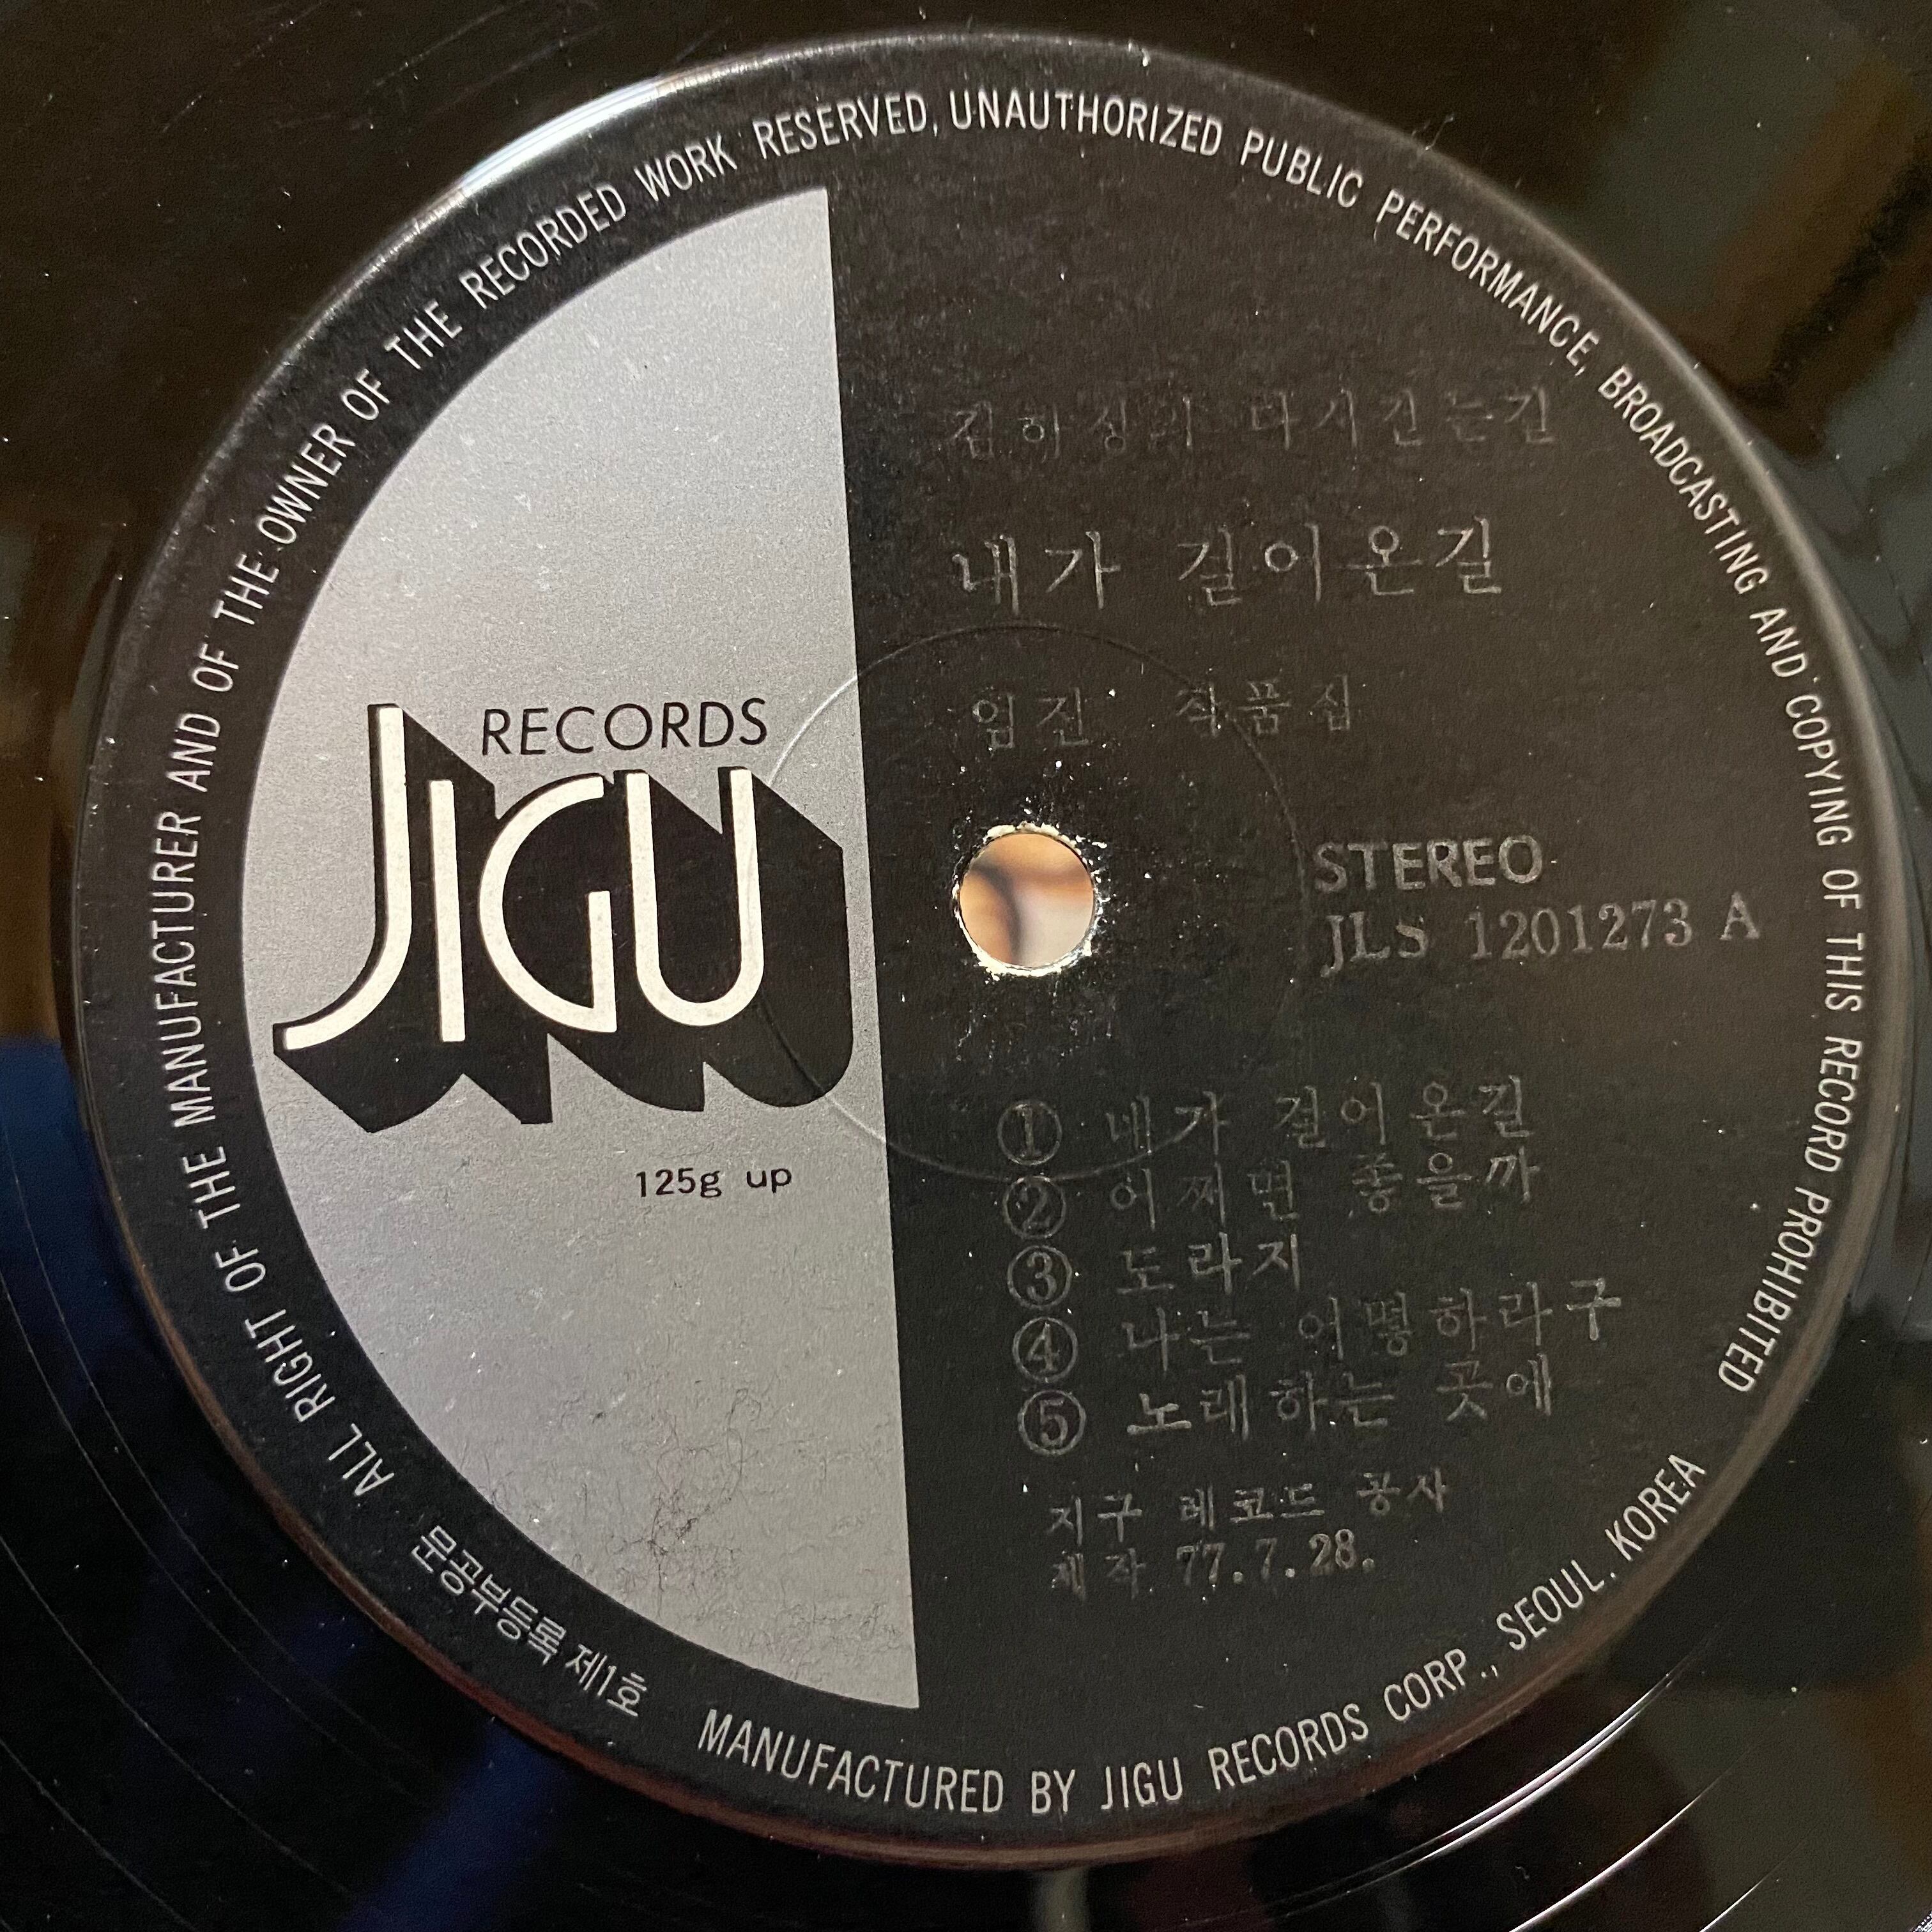 ALL RIGHT OF THE MANUFACTURER AND OF THE OWNER OF THE RECORDED WORK RESERVED, UNAUTHORIZED PUBLIC PERFORMANCE, BROADCASTING AND COPYING OF THIS RECORD PROHIBITED
다시걷는길
내가 걸어온길
임진 작품집
RECORDS
JIGU
STEREO
JLS 1201273 A
125g up
① 내가 걸어온길
② 어쩌면 좋을까
③ 도라지
④ 나는 어떻하라구
⑤ 노래하는 곳에
지구 레코드 공사
제작 77.7.28.
문공부등록 제1호
MANUFACTURED BY JIGU RECORDS CORP., SEOUL, KOREA